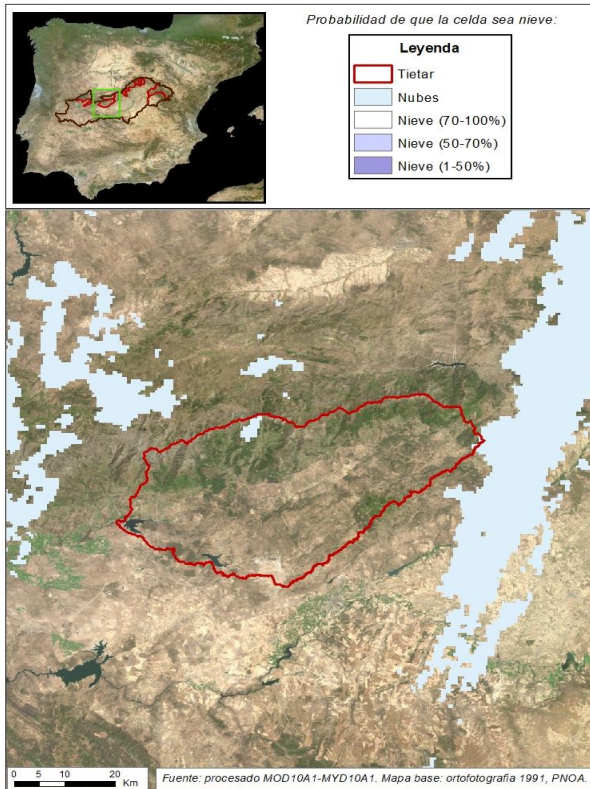 Probabilidad de que la celda sea nieve:
Leyenda
Tietar
Nubes
Nieve (70-100%)
Nieve (50-70%)
Nieve (1-50%)
0 5 10 20
Km
Fuente: procesado MOD10A1-MYD10A1. Mapa base: ortofotografia 1991, PNOA.